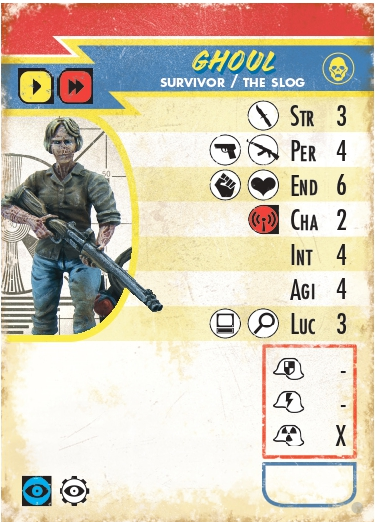 GHOUL
SURVIVOR / THE SLOG
STR 3
PER 4
END 6
CHA 2
INT 4
AGI 4
LUC 3
-
-
X